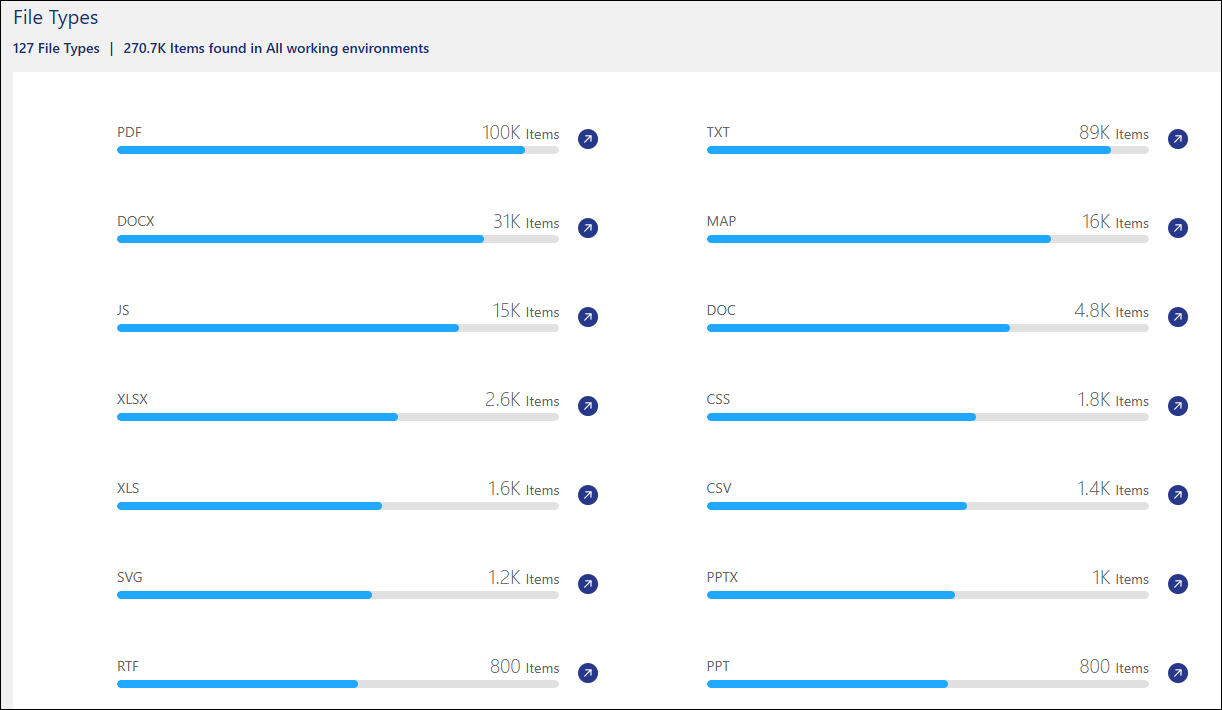 File Types
127 File Types | 270.7K Items found in All working environments
PDF 100K Items
TXT 89K Items
DOCX 31K Items
MAP 16K Items
JS 15K Items
DOC 4.8K Items
XLSX 2.6K Items
CSS 1.8K Items
XLS 1.6K Items
CSV 1.4K Items
SVG 1.2K Items
PPTX 1K Items
RTF 800 Items
PPT 800 Items